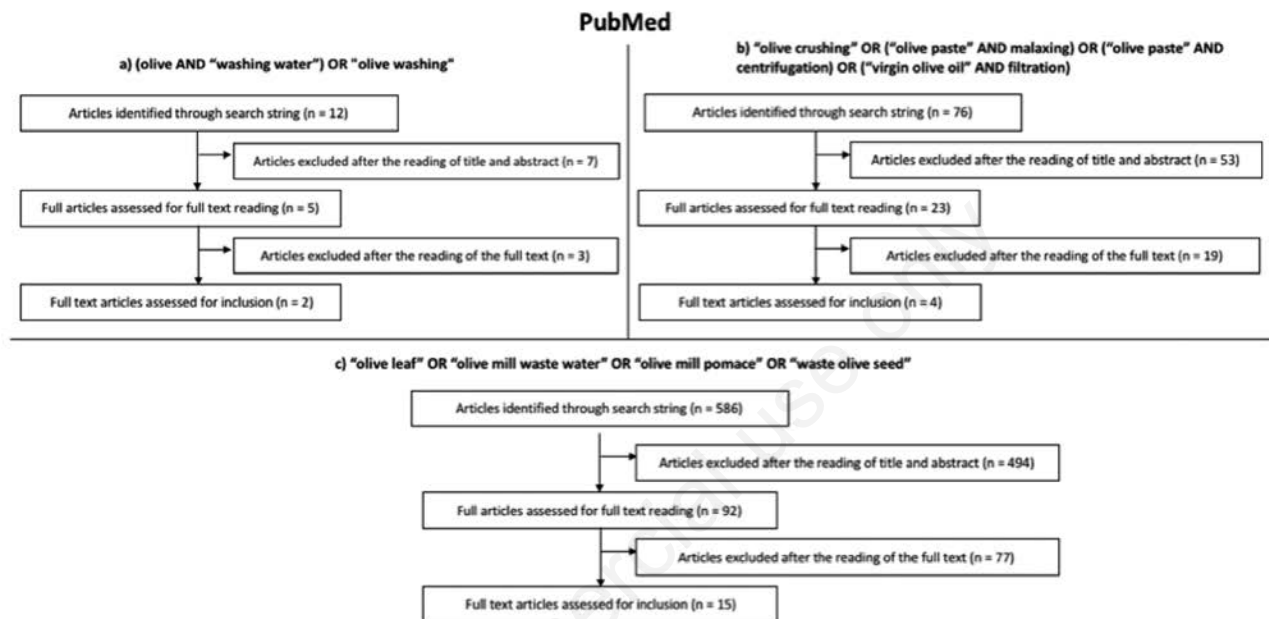 PubMed
a) (olive AND “washing water”) OR "olive washing"
Articles identified through search string (n = 12)
Articles excluded after the reading of title and abstract (n = 7)
Full articles assessed for full text reading (n = 5)
Articles excluded after the reading of the full text (n = 3)
Full text articles assessed for inclusion (n = 2)
b) “olive crushing” OR (“olive paste” AND malaxing) OR (“olive paste” AND
centrifugation) OR (“virgin olive oil” AND filtration)
Articles identified through search string (n = 76)
Articles excluded after the reading of title and abstract (n = 53)
Full articles assessed for full text reading (n = 23)
Articles excluded after the reading of the full text (n = 19)
Full text articles assessed for inclusion (n = 4)
c) “olive leaf” OR “olive mill waste water” OR “olive mill pomace” OR “waste olive seed”
Articles identified through search string (n = 586)
Articles excluded after the reading of title and abstract (n = 494)
Full articles assessed for full text reading (n = 92)
Articles excluded after the reading of the full text (n = 77)
Full text articles assessed for inclusion (n = 15)
use only